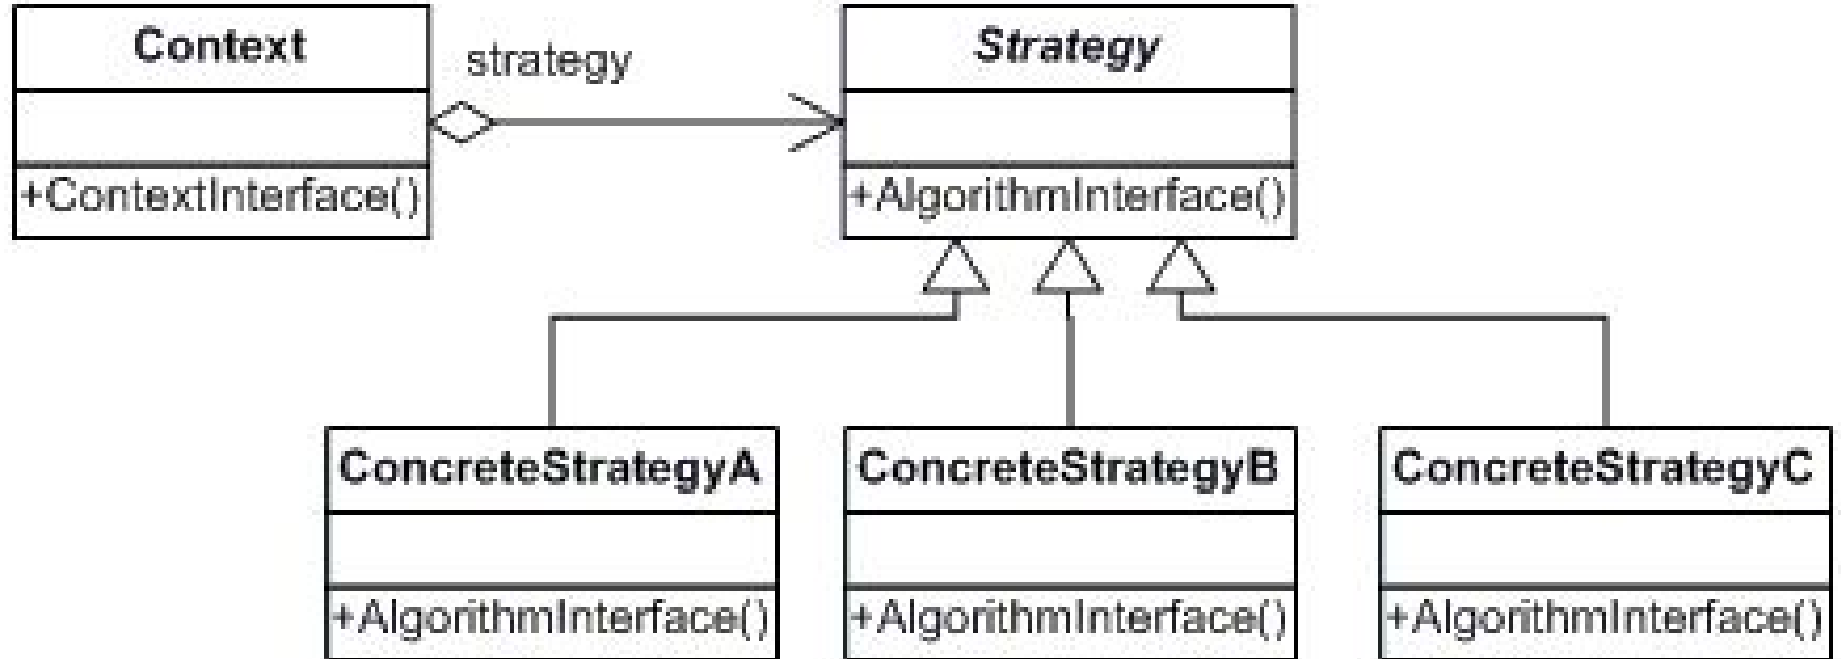 Context
strategy
Strategy
+ContextInterface()
+AlgorithmInterface()
ConcreteStrategyA
ConcreteStrategyB
ConcreteStrategyC
+AlgorithmInterface()
+AlgorithmInterface()
+AlgorithmInterface()